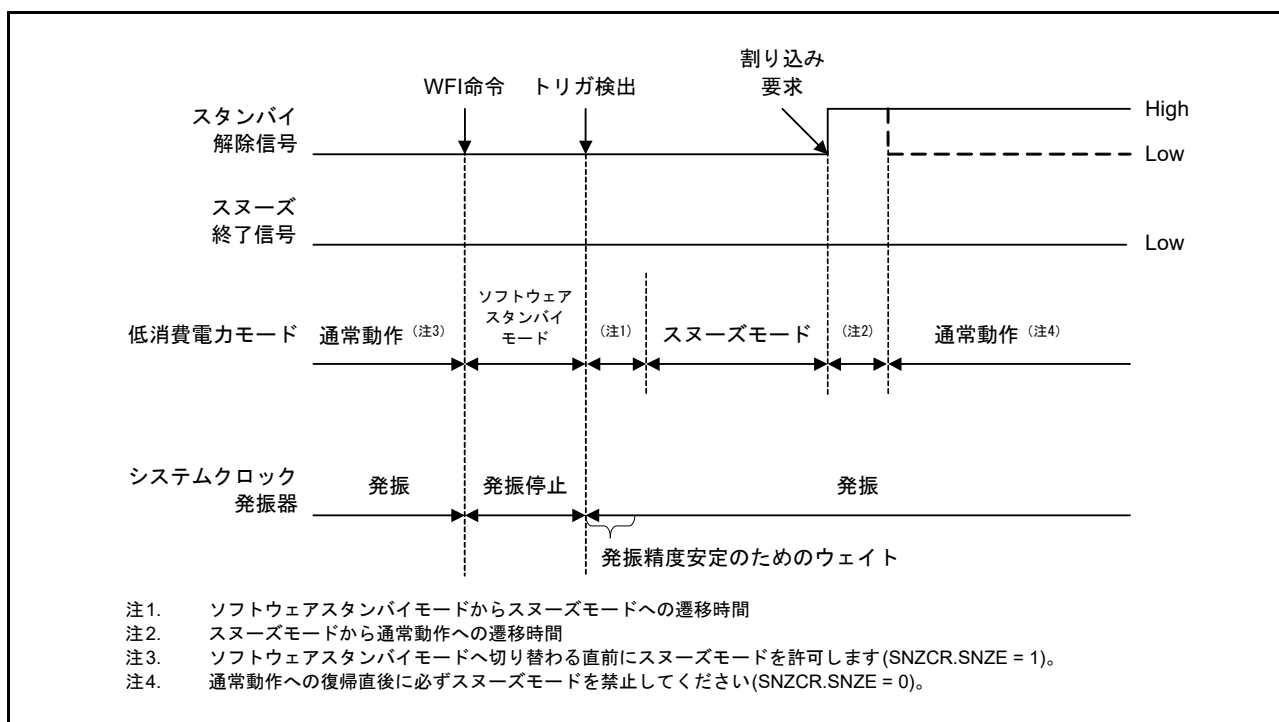 WFI命令
トリガ検出
割り込み
要求
スタンバイ
解除信号
High
Low
スヌーズ
終了信号
Low
低消費電力モード
通常動作(注3)
ソフトウェア
スタンバイ
モード
(注1)
スヌーズモード
(注2)
通常動作(注4)
システムクロック
発振器
発振
発振停止
発振
発振精度安定のためのウェイト
注1. ソフトウェアスタンバイモードからスヌーズモードへの遷移時間
注2. スヌーズモードから通常動作への遷移時間
注3. ソフトウェアスタンバイモードへ切り替わる直前にスヌーズモードを許可します(SNZCR.SNZE = 1)。
注4. 通常動作への復帰直後に必ずスヌーズモードを禁止してください(SNZCR.SNZE = 0)。